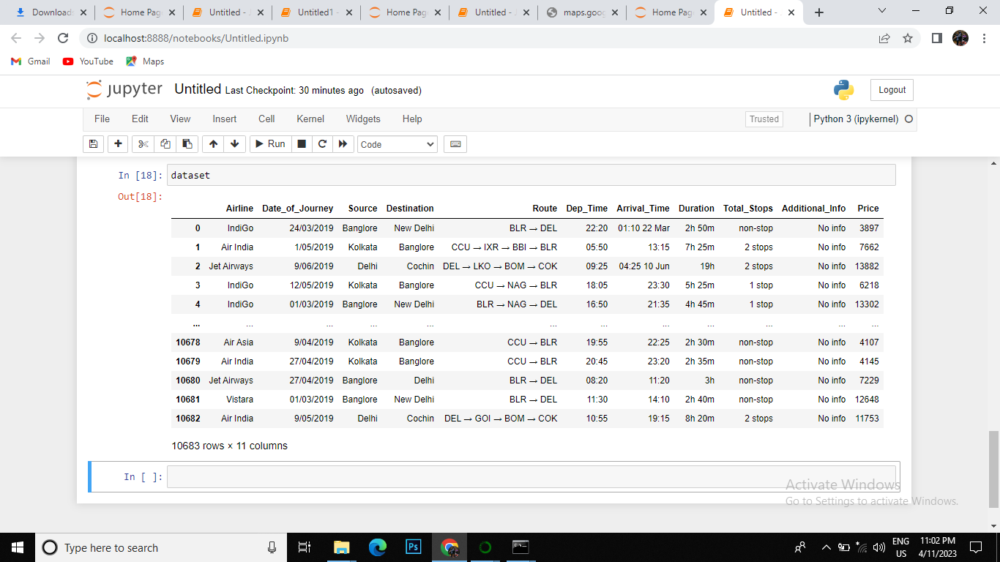 Downloads Home Pag Untitled - Untitled1 - Home Pag Untitled - maps.goog Home Pag Untitled -
localhost:8888/notebooks/Untitled.ipynb
Gmail YouTube Maps
jupyter Untitled Last Checkpoint: 30 minutes ago (autosaved) Logout
File Edit View Insert Cell Kernel Widgets Help Trusted Python 3 (ipykernel)
Run Code
In [18]: dataset
Out[18]:
Airline Date_of_Journey Source Destination Route Dep_Time Arrival_Time Duration Total_Stops Additional_Info Price
0 IndiGo 24/03/2019 Banglore New Delhi BLR → DEL 22:20 01:10 22 Mar 2h 50m non-stop No info 3897
1 Air India 1/05/2019 Kolkata Banglore CCU → IXR → BBI → BLR 05:50 13:15 7h 25m 2 stops No info 7662
2 Jet Airways 9/06/2019 Delhi Cochin DEL → LKO → BOM → COK 09:25 04:25 10 Jun 19h 2 stops No info 13882
3 IndiGo 12/05/2019 Kolkata Banglore CCU → NAG → BLR 18:05 23:30 5h 25m 1 stop No info 6218
4 IndiGo 01/03/2019 Banglore New Delhi BLR → NAG → DEL 16:50 21:35 4h 45m 1 stop No info 13302
... ... ... ... ... ... ... ... ... ... ... ...
10678 Air Asia 9/04/2019 Kolkata Banglore CCU → BLR 19:55 22:25 2h 30m non-stop No info 4107
10679 Air India 27/04/2019 Kolkata Banglore CCU → BLR 20:45 23:20 2h 35m non-stop No info 4145
10680 Jet Airways 27/04/2019 Banglore Delhi BLR → DEL 08:20 11:20 3h non-stop No info 7229
10681 Vistara 01/03/2019 Banglore New Delhi BLR → DEL 11:30 14:10 2h 40m non-stop No info 12648
10682 Air India 9/05/2019 Delhi Cochin DEL → GOI → BOM → COK 10:55 19:15 8h 20m 2 stops No info 11753
10683 rows × 11 columns
In [ ]:
Activate Windows
Go to Settings to activate Windows.
Type here to search Ps ENG 11:02 PM
US 4/11/2023